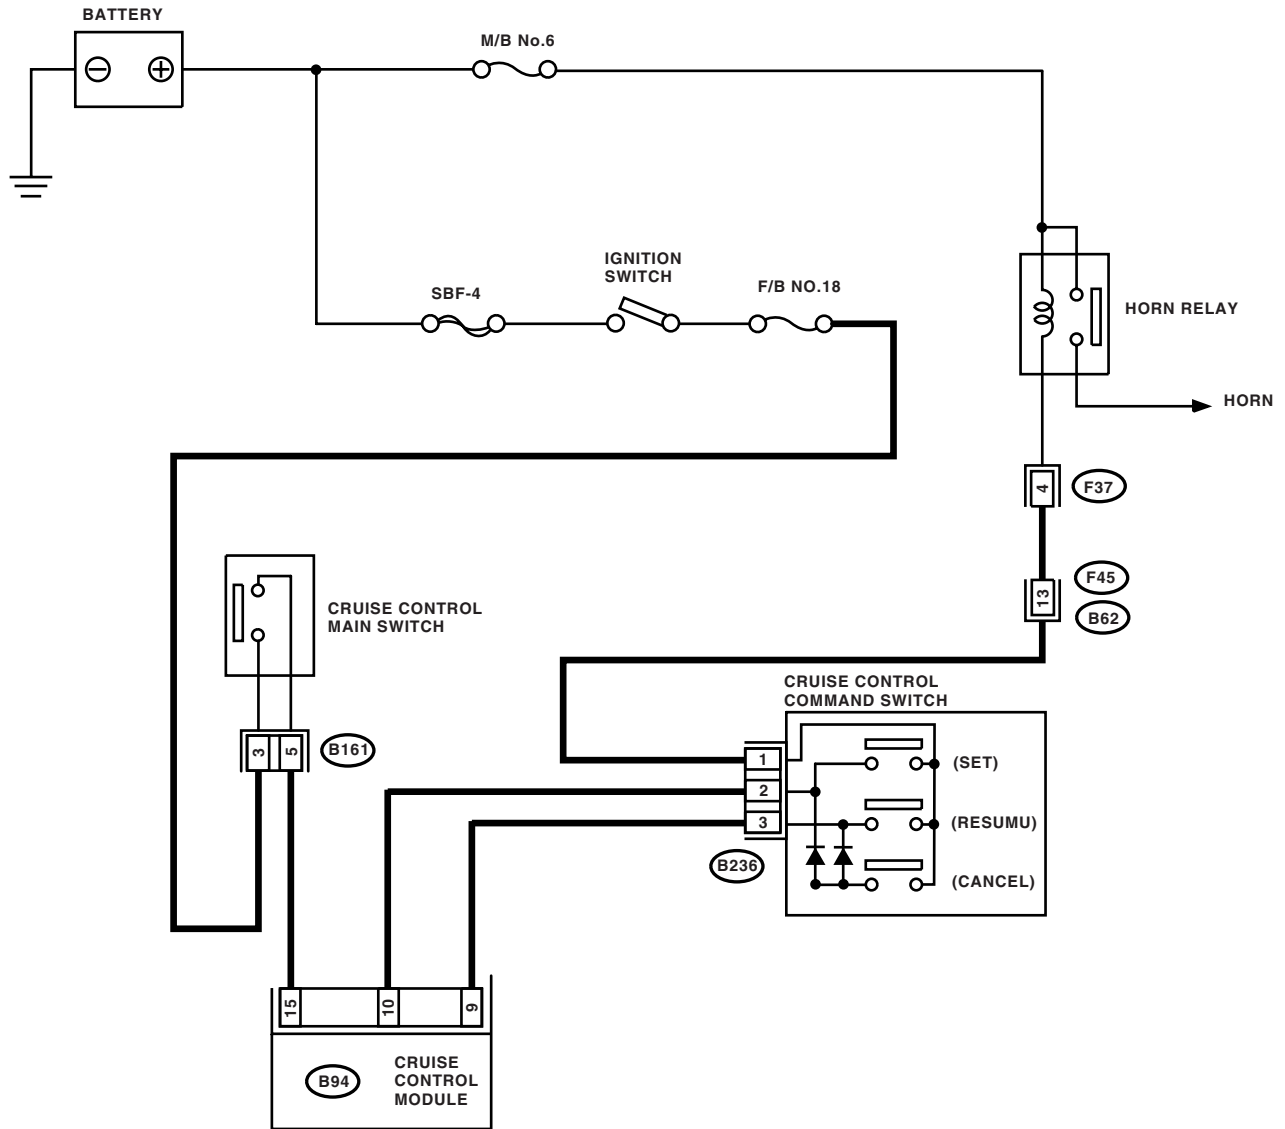 BATTERY
M/B No.6
IGNITION
SWITCH
SBF-4
F/B NO.18
HORN RELAY
HORN
4
F37
13
F45
B62
CRUISE CONTROL
MAIN SWITCH
3
5
B161
CRUISE CONTROL
COMMAND SWITCH
1
2
3
(SET)
(RESUMU)
(CANCEL)
B236
15
10
9
B94
CRUISE
CONTROL
MODULE